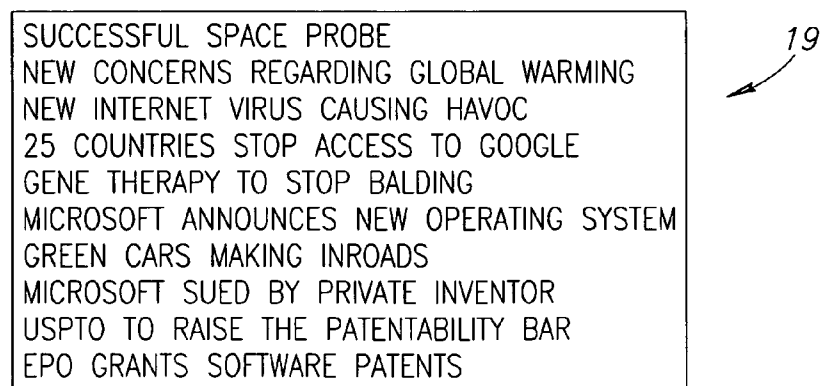 SUCCESSFUL SPACE PROBE
NEW CONCERNS REGARDING GLOBAL WARMING
NEW INTERNET VIRUS CAUSING HAVOC
25 COUNTRIES STOP ACCESS TO GOOGLE
GENE THERAPY TO STOP BALDING
MICROSOFT ANNOUNCES NEW OPERATING SYSTEM
GREEN CARS MAKING INROADS
MICROSOFT SUED BY PRIVATE INVENTOR
USPTO TO RAISE THE PATENTABILITY BAR
EPO GRANTS SOFTWARE PATENTS
19